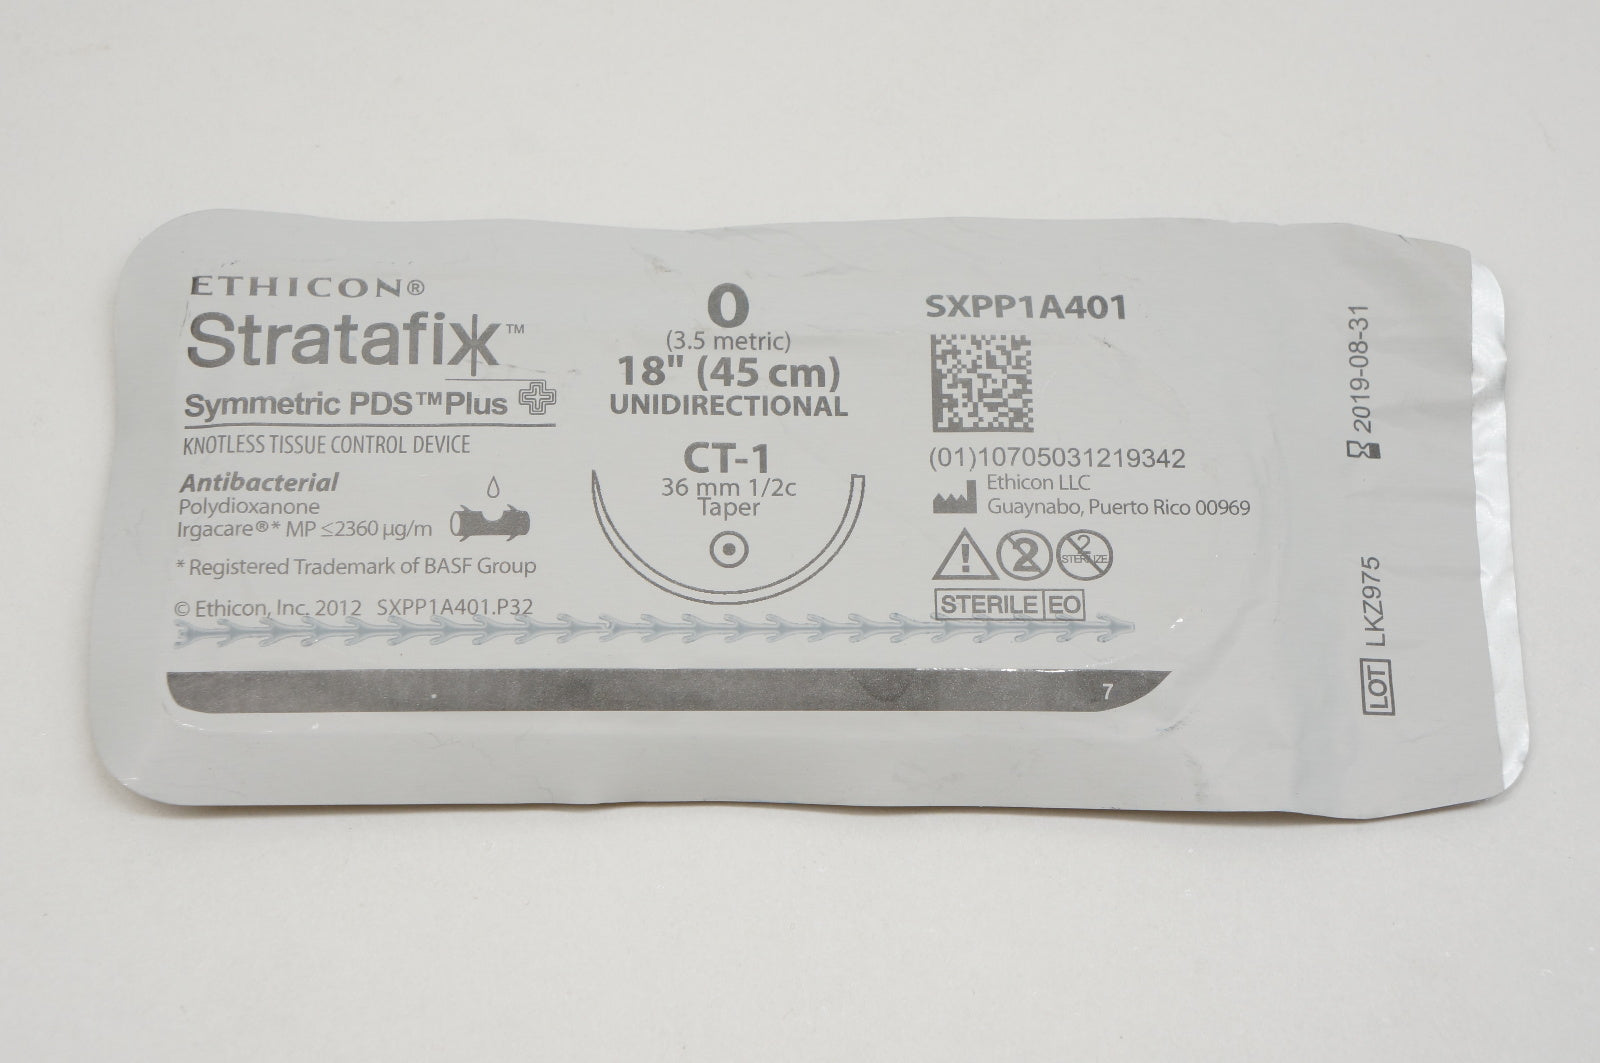 ETHICON®
Stratafix™
Symmetric PDS™ Plus
KNOTLESS TISSUE CONTROL DEVICE
Antibacterial
Polydioxanone
Irgacare®* MP ≤2360 µg/m
* Registered Trademark of BASF Group
© Ethicon, Inc. 2012 SXPP1A401.P32
0
(3.5 metric)
18" (45 cm)
UNIDIRECTIONAL
CT-1
36 mm 1/2c
Taper
SXPP1A401
(01)10705031219342
Ethicon LLC
Guaynabo, Puerto Rico 00969
2
2
STERILIZE
STERILE EO
7
2019-08-31
LOT LKZ975